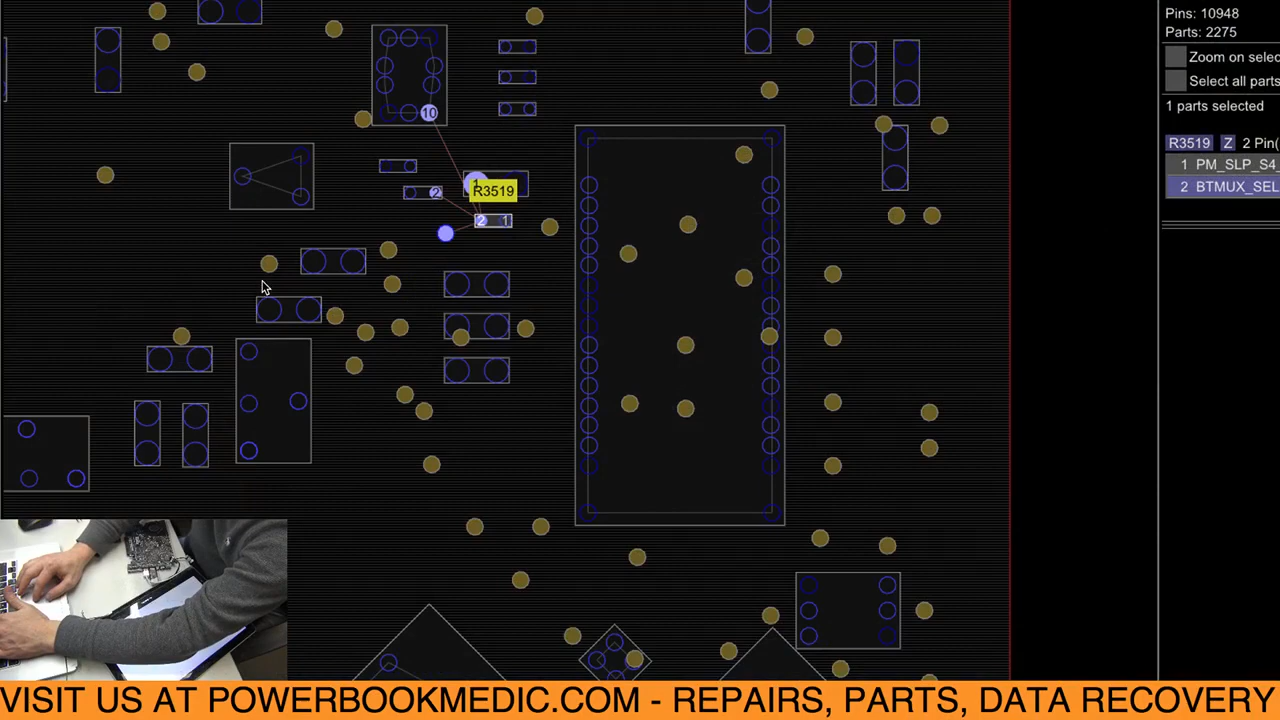 Pins: 10948
Parts: 2275
Zoom on selec
Select all parts
1 parts selected
R3519 Z 2 Pin(
1 PM_SLP_S4_
2 BTMUX_SEL
10
1
2
R3519
2 1
VISIT US AT POWERBOOKMEDIC.COM - REPAIRS, PARTS, DATA RECOVERY